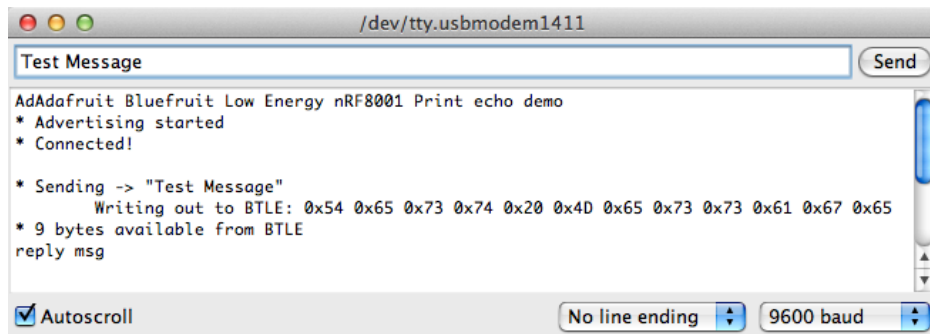 /dev/tty.usbmodem1411
Test Message
Send
AdAdafruit Bluefruit Low Energy nRF8001 Print echo demo
* Advertising started
* Connected!
* Sending -> "Test Message"
Writing out to BTLE: 0x54 0x65 0x73 0x74 0x20 0x4D 0x65 0x73 0x73 0x61 0x67 0x65
* 9 bytes available from BTLE
reply msg
Autoscroll
No line ending
9600 baud